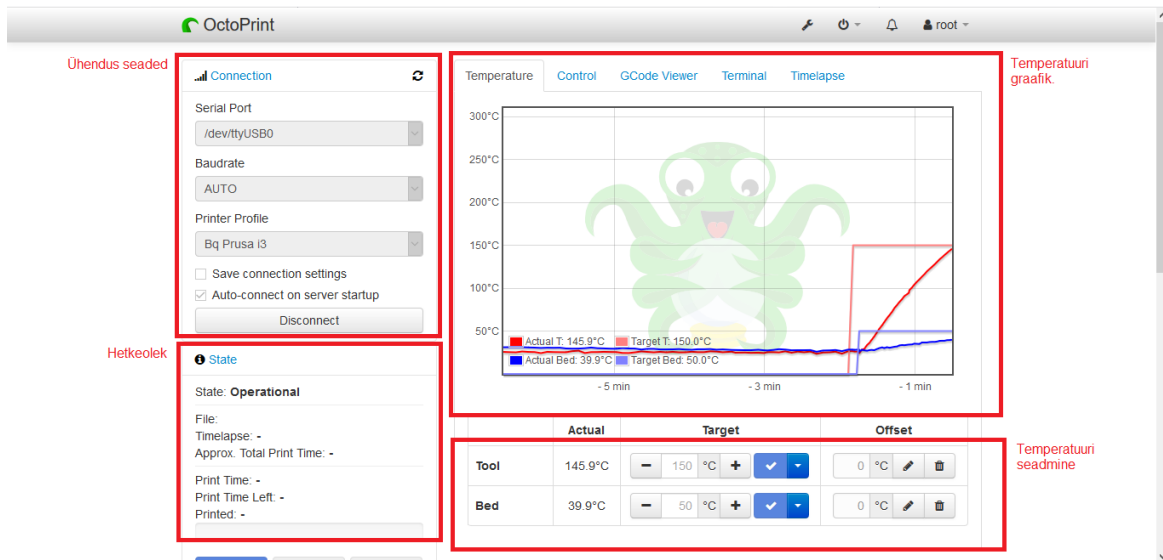 OctoPrint
root
Ühendus seaded
Connection
Serial Port
/dev/ttyUSB0
Baudrate
AUTO
Printer Profile
Bq Prusa i3
Save connection settings
Auto-connect on server startup
Disconnect
Hetkeolek
State
State: Operational
File:
Timelapse: -
Approx. Total Print Time: -
Print Time: -
Print Time Left: -
Printed: -
Temperature Control GCode Viewer Terminal Timelapse
Temperatuuri
graafik.
300°C
250°C
200°C
150°C
100°C
50°C
Actual T: 145.9°C Target T: 150.0°C
Actual Bed: 39.9°C Target Bed: 50.0°C
- 5 min - 3 min - 1 min
Actual Target Offset
Tool 145.9°C 150 °C 0 °C
Bed 39.9°C 50 °C 0 °C
Temperatuuri
seadmine